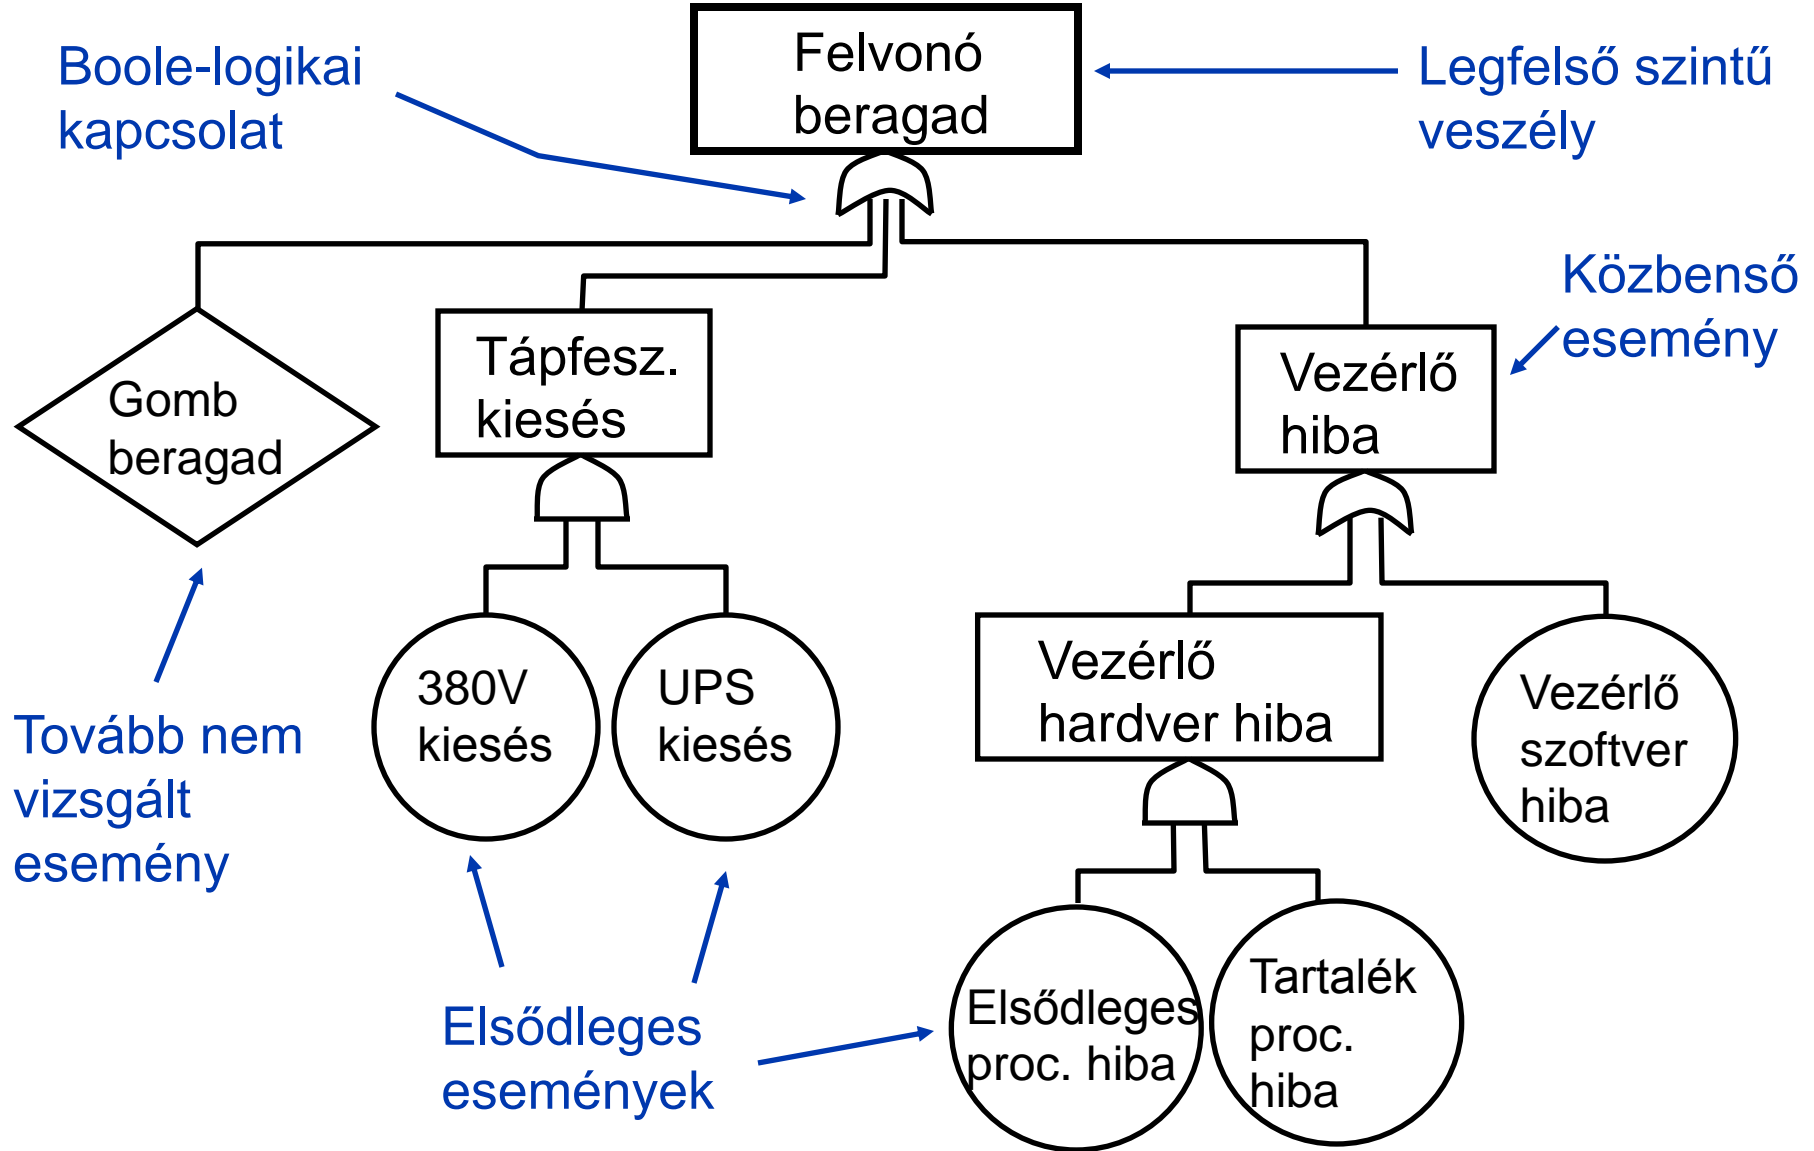 Felvonó
beragad
Boole-logikai
kapcsolat
Legfelső szintű
veszély
Közbenső
esemény
Gomb
beragad
Tápfesz.
kiesés
Vezérlő
hiba
380V
kiesés
UPS
kiesés
Vezérlő
hardver hiba
Vezérlő
szoftver
hiba
Tovább nem
vizsgált
esemény
Elsődleges
események
Elsődleges
proc. hiba
Tartalék
proc.
hiba